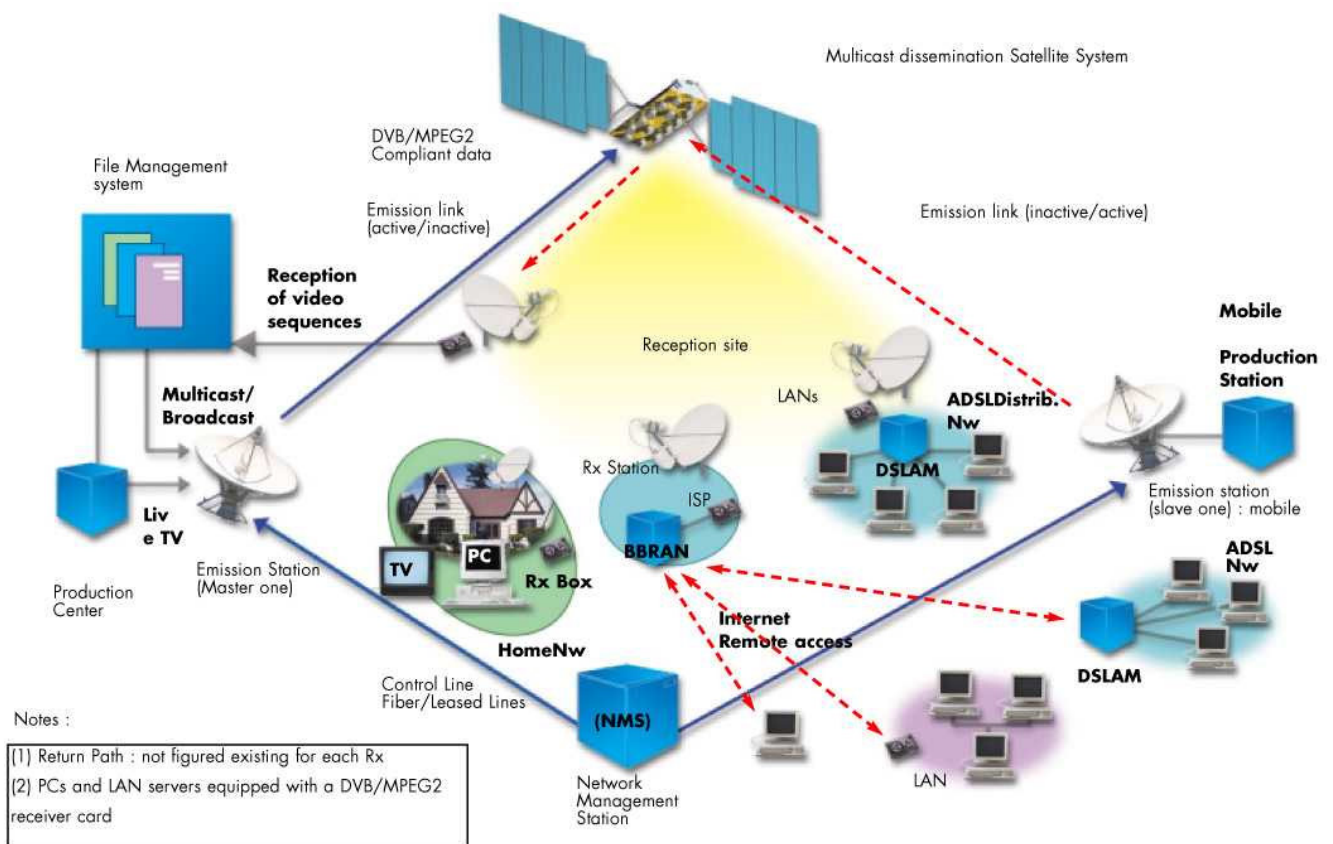 Multicast dissemination Satellite System
DVB/MPEG2
Compliant data
File Management
system
Emission link
(active/inactive)
Emission link (inactive/active)
Reception
of video
sequences
Mobile
Production
Station
Reception site
LANs
Multicast/
Broadcast
ADSLDistrib.
Nw
DSLAM
Rx Station
ISP
BBRAN
Liv
e TV
Emission station
(slave one) : mobile
PC
TV
Rx Box
HomeNw
Emission Station
(Master one)
Production
Center
ADSL
Nw
DSLAM
Internet
Remote access
Control Line
Fiber/Leased Lines
(NMS)
Network
Management
Station
LAN
Notes :
(1) Return Path : not figured existing for each Rx
(2) PCs and LAN servers equipped with a DVB/MPEG2
receiver card